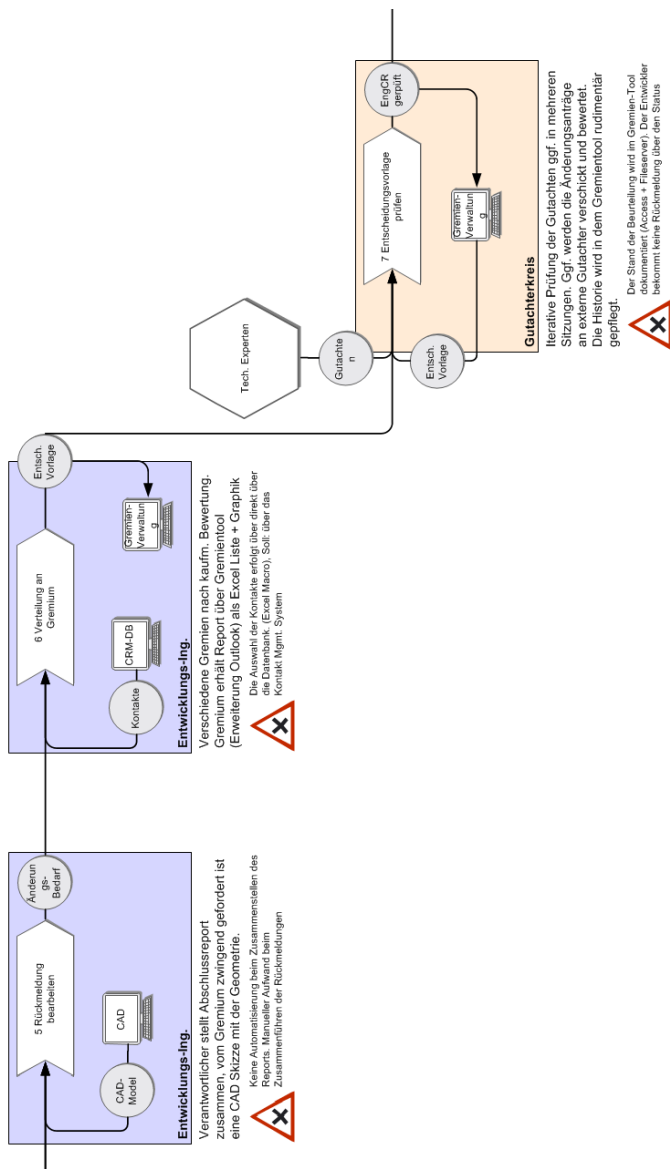 5 Rückmeldung
bearbeiten
Änderun
gs-
Bedarf
CAD-
Model
CAD
Entwicklungs-Ing.
Verantwortlicher stellt Abschlussreport
zusammen, vom Gremium zwingend gefordert ist
eine CAD Skizze mit der Geometrie.
Keine Automatisierung beim Zusammenstellen des
Reports. Manueller Aufwand beim
Zusammenführen der Rückmeldungen
6 Verteilung an
Gremium
Entsch.
Vorlage
Kontakte
CRM-DB
Gremien-
Verwaltun
g
Entwicklungs-Ing.
Verschiedene Gremien nach kaufm. Bewertung.
Gremium erhält Report über Gremientool
(Erweiterung Outlook) als Excel Liste + Graphik
Die Auswahl der Kontakte erfolgt über direkt über
die Datenbank. (Excel Macro), Soll: über das
Kontakt Mgmt. System
Tech. Experten
Gutachte
n
Entsch.
Vorlage
7 Entscheidungsvorlage
prüfen
EngCR
gerpüft
Gremien-
Verwaltun
g
Gutachterkreis
Iterative Prüfung der Gutachten ggf. in mehreren
Sitzungen. Ggf. werden die Änderungsanträge
an externe Gutachter verschickt und bewertet.
Die Historie wird in dem Gremientool rudimentär
gepflegt.
Der Stand der Beurteilung wird im Gremien-Tool
dokumentiert (Access + Fileserver). Der Entwickler
bekommt keine Rückmeldung über den Status